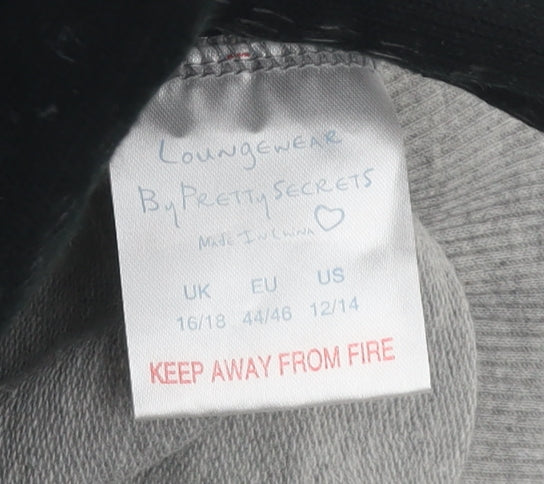 LOUNGEWEAR
By PRETTY SECRETS
Made In China
UK EU US
16/18 44/46 12/14
KEEP AWAY FROM FIRE